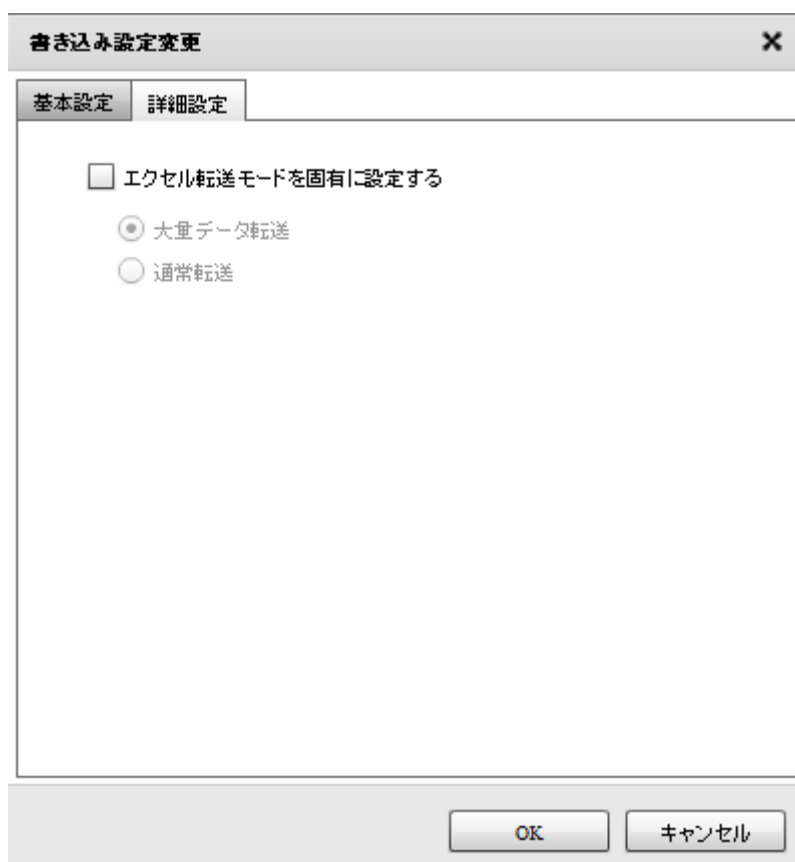 書き込み設定変更
基本設定 詳細設定
エクセル転送モードを固有に設定する
大量データ転送
通常転送
OK キャンセル